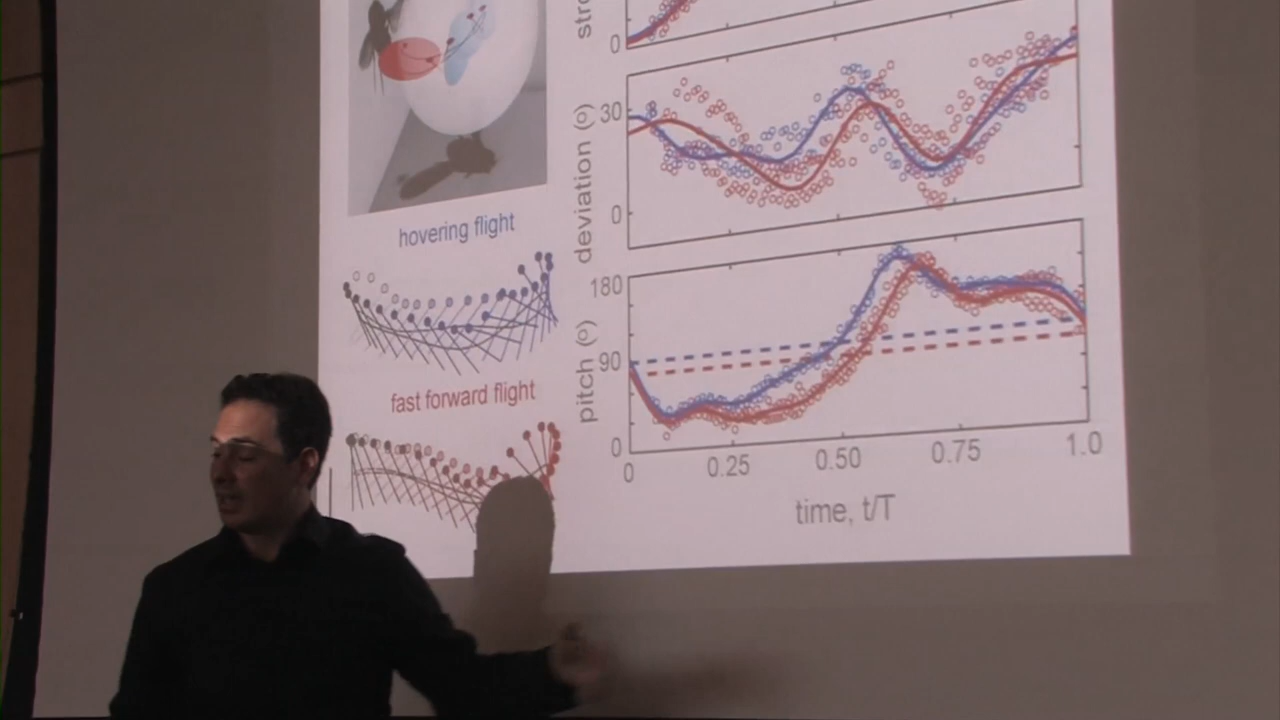 0
30
0
deviation (o)
hovering flight
fast forward flight
180
90
0
pitch (o)
0 0.25 0.50 0.75 1.0
time, t/T